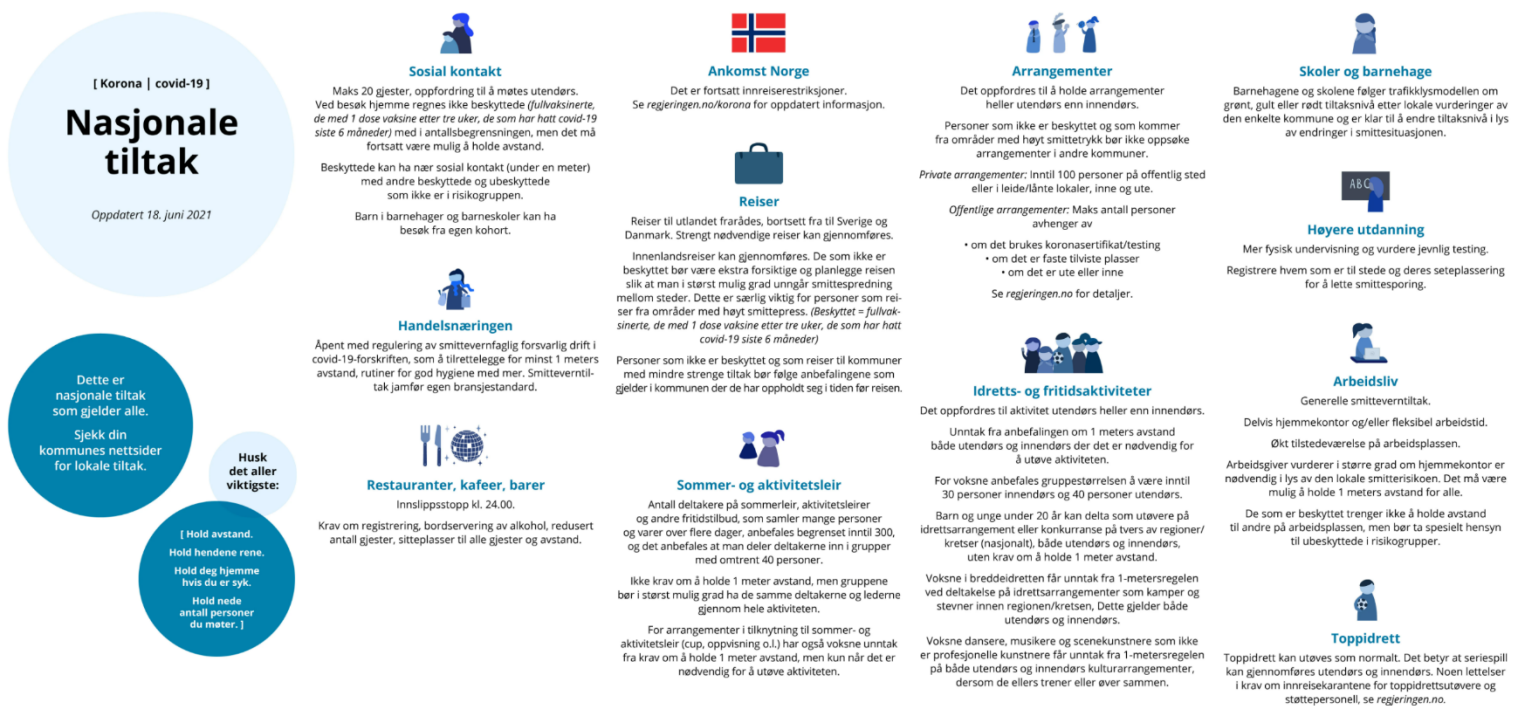 [ Korona | covid-19 ]
Nasjonale
tiltak
Oppdatert 18. juni 2021
Dette er
nasjonale tiltak
som gjelder alle.
Sjekk din
kommunes nettsider
for lokale tiltak.
Husk
det aller
viktigste:
[ Hold avstand.
Hold hendene rene.
Hold deg hjemme
hvis du er syk.
Hold nede
antall personer
du møter. ]
Sosial kontakt
Maks 20 gjester, oppfordring til å møtes utendørs.
Ved besøk hjemme regnes ikke beskyttede (fullvaksinerte,
de med 1 dose vaksine etter tre uker, de som har hatt covid-19
siste 6 måneder) med i antallsbegrensningen, men det må
fortsatt være mulig å holde avstand.
Beskyttede kan ha nær sosial kontakt (under en meter)
med andre beskyttede og ubeskyttede
som ikke er i risikogruppen.
Barn i barnehager og barneskoler kan ha
besøk fra egen kohort.
Handelsnæringen
Åpent med regulering av smittevernfaglig forsvarlig drift i
covid-19-forskriften, som å tilrettelegge for minst 1 meters
avstand, rutiner for god hygiene med mer. Smitteverntil-
tak jamfør egen bransjestandard.
Restauranter, kafeer, barer
Innslippsstopp kl. 24.00.
Krav om registrering, bordservering av alkohol, redusert
antall gjester, sitteplasser til alle gjester og avstand.
Ankomst Norge
Det er fortsatt innreiserestriksjoner.
Se regjeringen.no/korona for oppdatert informasjon.
Reiser
Reiser til utlandet frarådes, bortsett fra til Sverige og
Danmark. Strengt nødvendige reiser kan gjennomføres.
Innenlandsreiser kan gjennomføres. De som ikke er
beskyttet bør være ekstra forsiktige og planlegge reisen
slik at man i størst mulig grad unngår smittespredning
mellom steder. Dette er særlig viktig for personer som rei-
ser fra områder med høyt smittepress. (Beskyttet = fullvak-
sinerte, de med 1 dose vaksine etter tre uker, de som har hatt
covid-19 siste 6 måneder)
Personer som ikke er beskyttet og som reiser til kommuner
med mindre strenge tiltak bør følge anbefalingene som
gjelder i kommunen der de har oppholdt seg i tiden før reisen.
Sommer- og aktivitetsleir
Antall deltakere på sommerleir, aktivitetsleirer
og andre fritidstilbud, som samler mange personer
og varer over flere dager, anbefales begrenset inntil 300,
og det anbefales at man deler deltakerne inn i grupper
med omtrent 40 personer.
Ikke krav om å holde 1 meter avstand, men gruppene
bør i størst mulig grad ha de samme deltakerne og lederne
gjennom hele aktiviteten.
For arrangementer i tilknytning til sommer- og
aktivitetsleir (cup, oppvisning o.l.) har også voksne unntak
fra krav om å holde 1 meter avstand, men kun når det er
nødvendig for å utøve aktiviteten.
Arrangementer
Det oppfordres til å holde arrangementer
heller utendørs enn innendørs.
Personer som ikke er beskyttet og som kommer
fra områder med høyt smittetrykk bør ikke oppsøke
arrangementer i andre kommuner.
Private arrangementer: Inntil 100 personer på offentlig sted
eller i leide/lånte lokaler, inne og ute.
Offentlige arrangementer: Maks antall personer
avhenger av
• om det brukes koronasertifikat/testing
• om det er faste tilviste plasser
• om det er ute eller inne
Se regjeringen.no for detaljer.
Idretts- og fritidsaktiviteter
Det oppfordres til aktivitet utendørs heller enn innendørs.
Unntak fra anbefalingen om 1 meters avstand
både utendørs og innendørs der det er nødvendig for
å utøve aktiviteten.
For voksne anbefales gruppestørrelsen å være inntil
30 personer innendørs og 40 personer utendørs.
Barn og unge under 20 år kan delta som utøvere på
idrettsarrangement eller konkurranse på tvers av regioner/
kretser (nasjonalt), både utendørs og innendørs,
uten krav om å holde 1 meter avstand.
Voksne i breddeidretten får unntak fra 1-metersregelen
ved deltakelse på idrettsarrangementer som kamper og
stevner innen regionen/kretsen, Dette gjelder både
utendørs og innendørs.
Voksne dansere, musikere og scenekunstnere som ikke
er profesjonelle kunstnere får unntak fra 1-metersregelen
på både utendørs og innendørs kulturarrangementer,
dersom de ellers trener eller øver sammen.
Skoler og barnehage
Barnehagene og skolene følger trafikklysmodellen om
grønt, gult eller rødt tiltaksnivå etter lokale vurderinger av
den enkelte kommune og er klar til å endre tiltaksnivå i lys
av endringer i smittesituasjonen.
ABC
Høyere utdanning
Mer fysisk undervisning og vurdere jevnlig testing.
Registrere hvem som er til stede og deres seteplassering
for å lette smittesporing.
Arbeidsliv
Generelle smitteverntiltak.
Delvis hjemmekontor og/eller fleksibel arbeidstid.
Økt tilstedeværelse på arbeidsplassen.
Arbeidsgiver vurderer i større grad om hjemmekontor er
nødvendig i lys av den lokale smitterisikoen. Det må være
mulig å holde 1 meters avstand for alle.
De som er beskyttet trenger ikke å holde avstand
til andre på arbeidsplassen, men bør ta spesielt hensyn
til ubeskyttede i risikogrupper.
Toppidrett
Toppidrett kan utøves som normalt. Det betyr at seriespill
kan gjennomføres utendørs og innendørs. Noen lettelser
i krav om innreisekarantene for toppidrettsutøvere og
støttepersonell, se regjeringen.no.